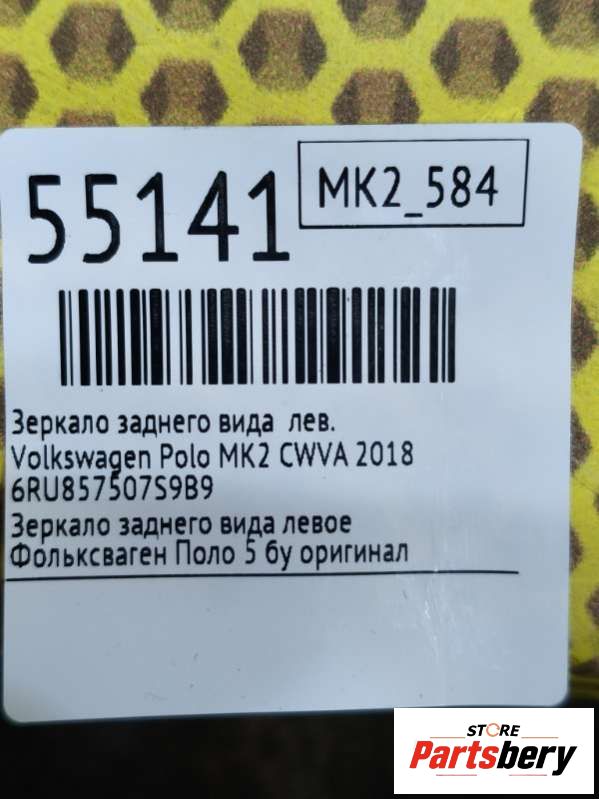 55141
MK2_584
Зеркало заднего вида лев.
Volkswagen Polo MK2 CWVA 2018
6RU857507S9B9
Зеркало заднего вида левое
Фольксваген Поло 5 бу оригинал
STORE
Partsbery